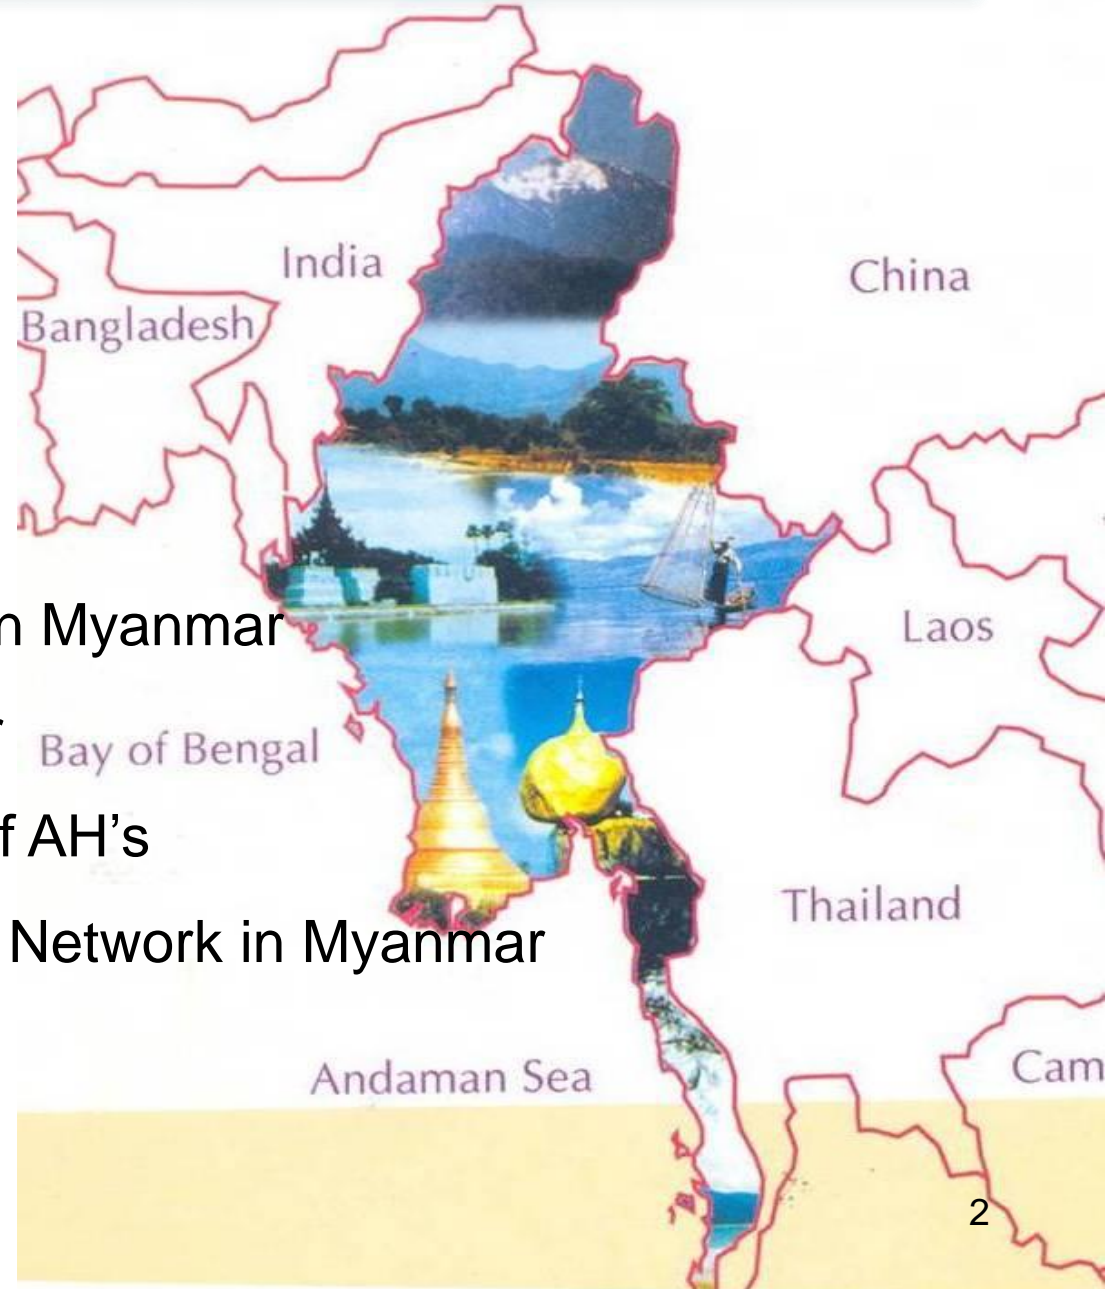 India
China
Bangladesh
Myanmar
Laos
Bay of Bengal
AH’s
Thailand
Network in Myanmar
Andaman Sea
Cam
2